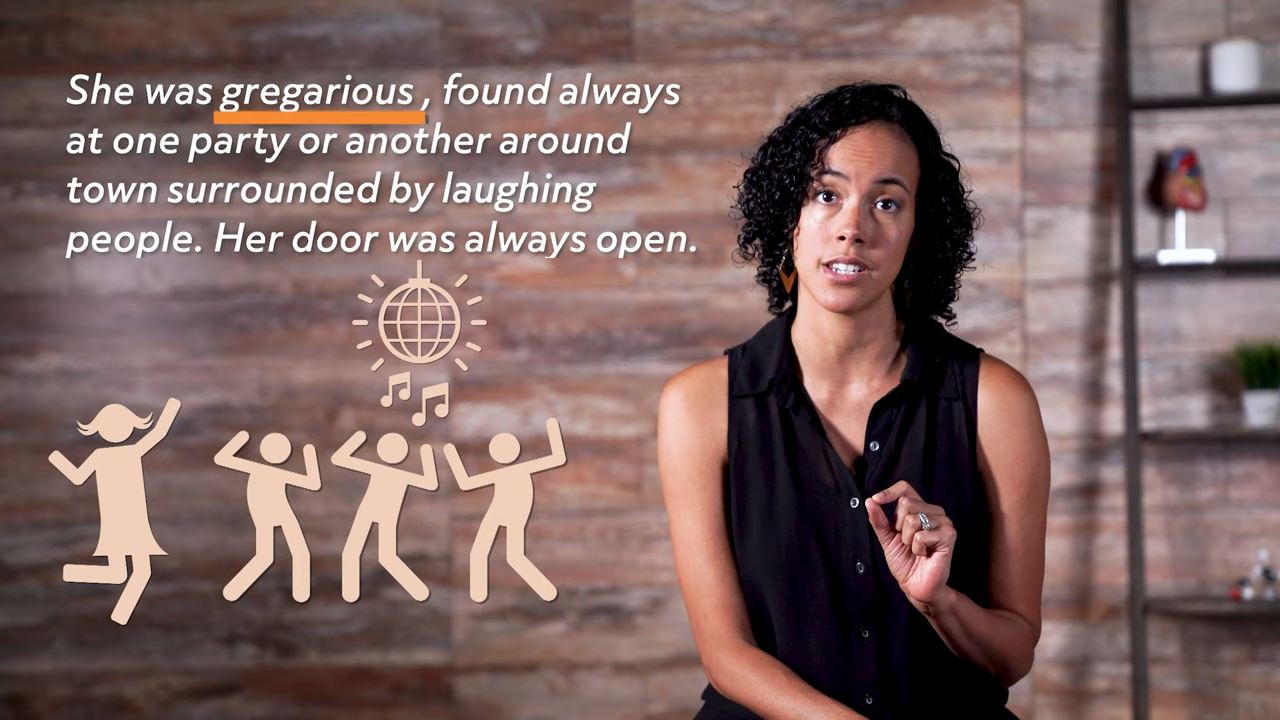 She was gregarious , found always
at one party or another around
town surrounded by laughing
people. Her door was always open.